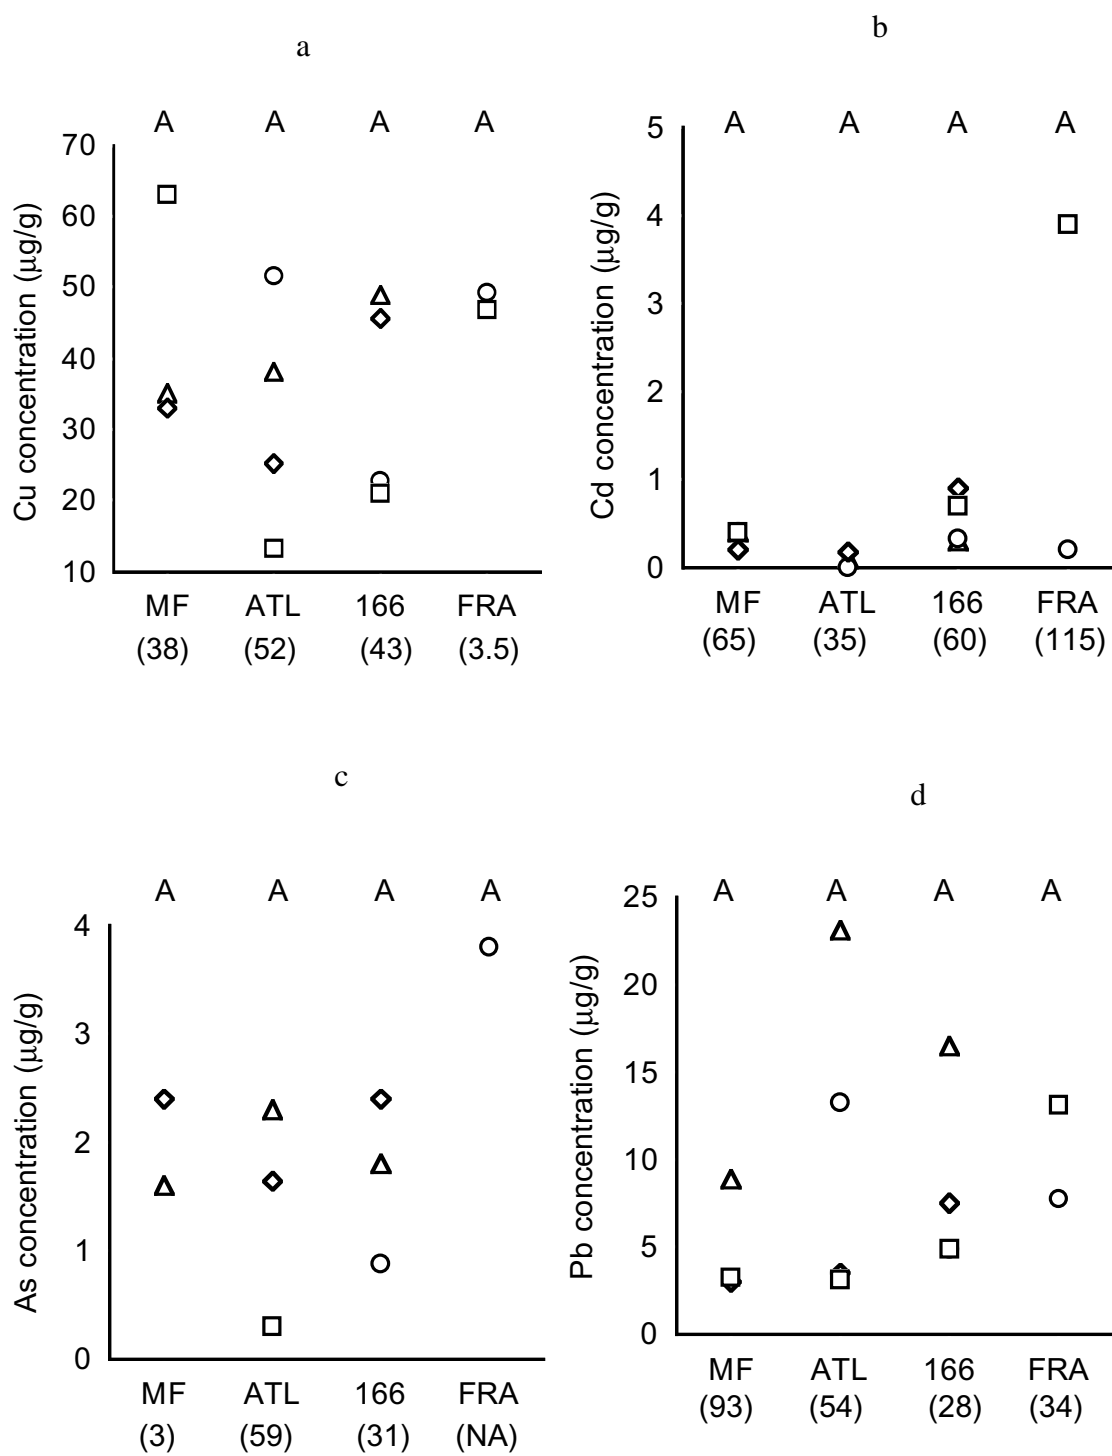 a
A A A A
Cu concentration (µg/g)
70
60
50
40
30
20
10
MF ATL 166 FRA
(38) (52) (43) (3.5)
b
A A A A
Cd concentration (µg/g)
5
4
3
2
1
0
MF ATL 166 FRA
(65) (35) (60) (115)
c
A A A A
As concentration (µg/g)
4
3
2
1
0
MF ATL 166 FRA
(3) (59) (31) (NA)
d
A A A A
Pb concentration (µg/g)
25
20
15
10
5
0
MF ATL 166 FRA
(93) (54) (28) (34)